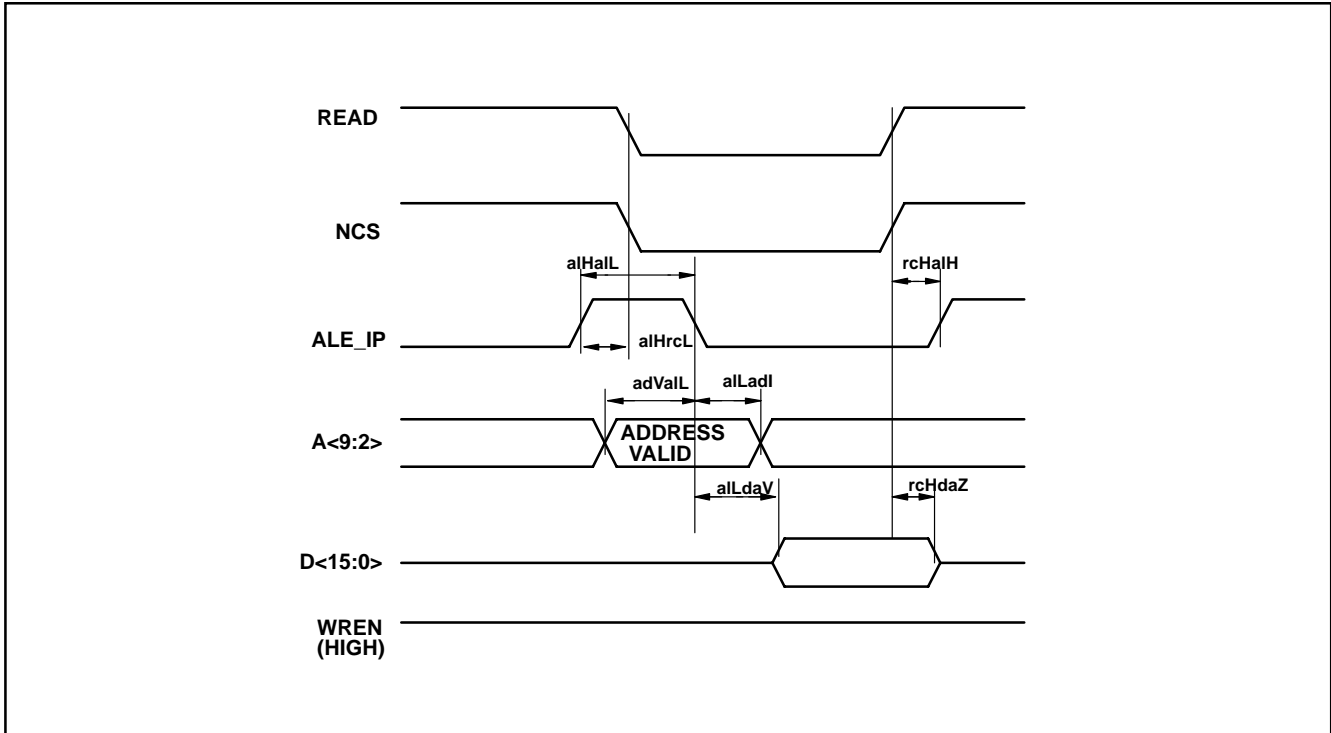 READ
NCS
alHalL
rcHalH
ALE_IP
alHrcL
adValL
alLadI
A<9:2>
ADDRESS
VALID
alLdaV
rcHdaZ
D<15:0>
WREN
(HIGH)